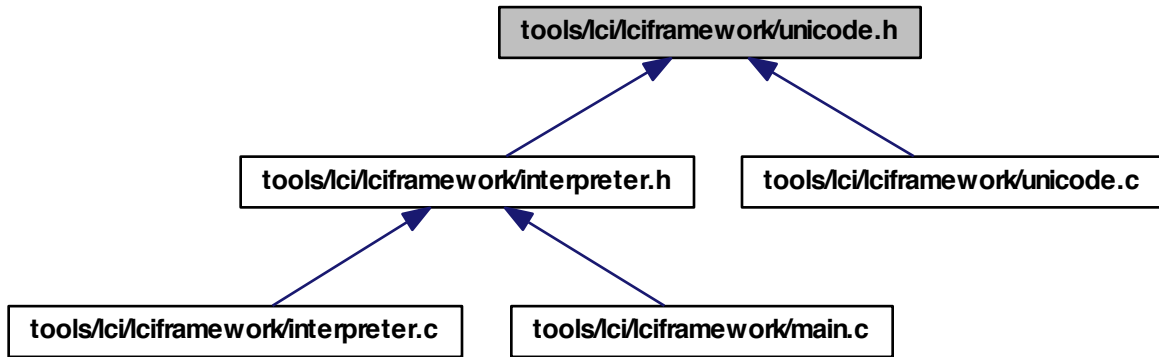 tools/lci/lciframework/unicode.h
tools/lci/lciframework/interpreter.h
tools/lci/lciframework/unicode.c
tools/lci/lciframework/interpreter.c
tools/lci/lciframework/main.c